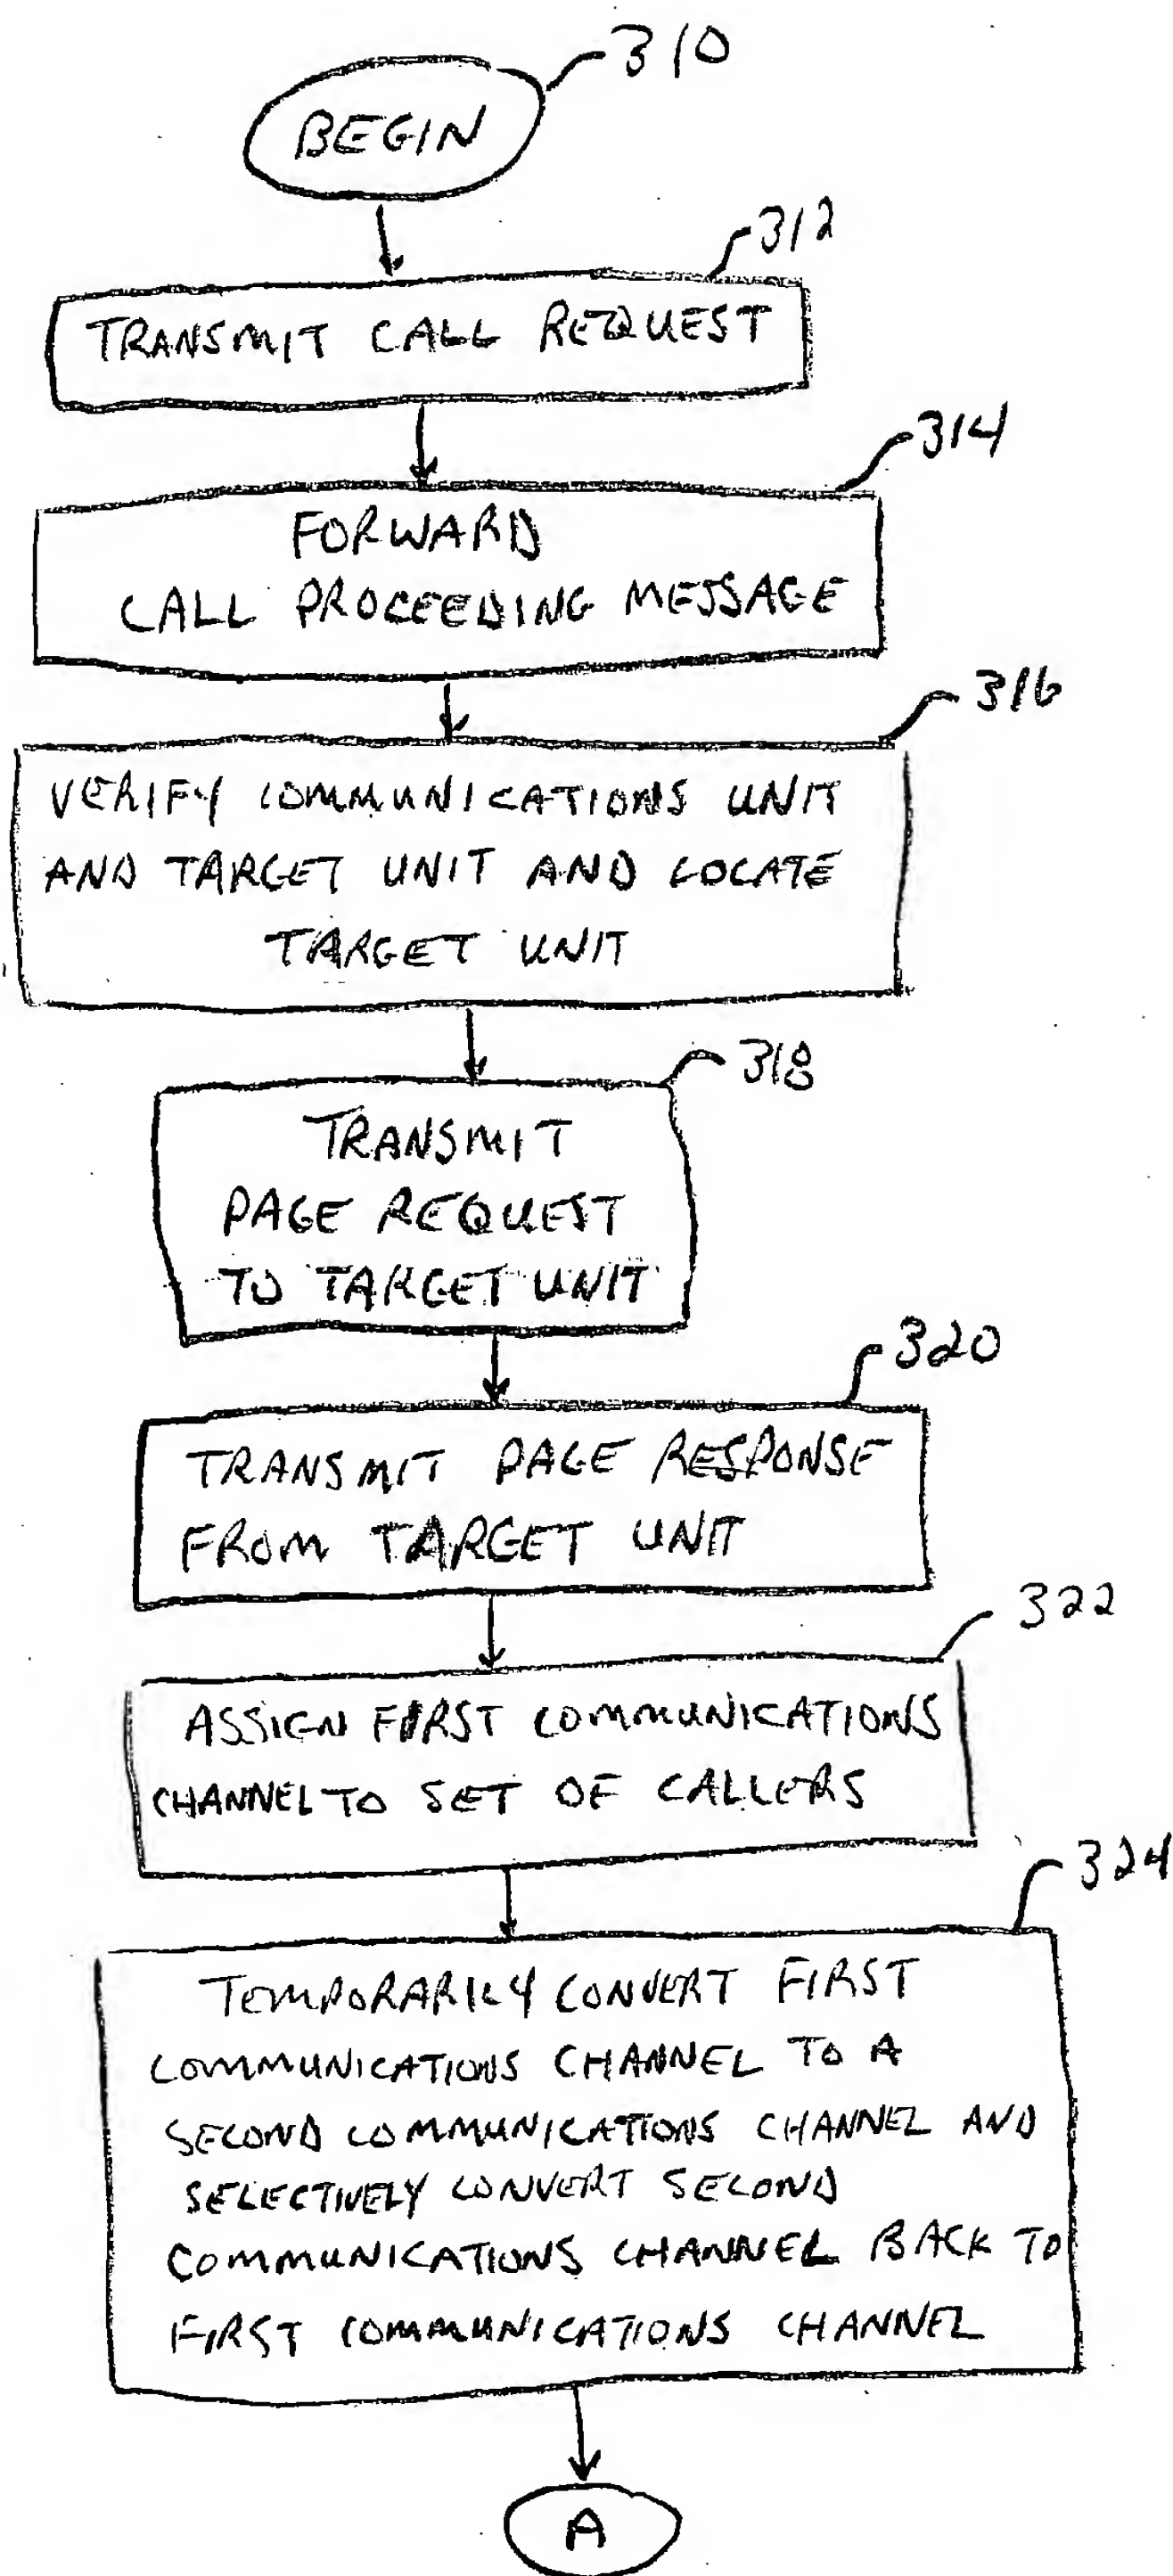 310
BEGIN
312
TRANSMIT CALL REQUEST
314
FORWARD
CALL PROCEEDING MESSAGE
316
VERIFY COMMUNICATIONS UNIT
AND TARGET UNIT AND LOCATE
TARGET UNIT
318
TRANSMIT
PAGE REQUEST
TO TARGET UNIT
320
TRANSMIT PAGE RESPONSE
FROM TARGET UNIT
322
ASSIGN FIRST COMMUNICATIONS
CHANNEL TO SET OF CALLERS
324
TEMPORARILY CONVERT FIRST
COMMUNICATIONS CHANNEL TO A
SECOND COMMUNICATIONS CHANNEL AND
SELECTIVELY CONVERT SECOND
COMMUNICATIONS CHANNEL BACK TO
FIRST COMMUNICATIONS CHANNEL
A